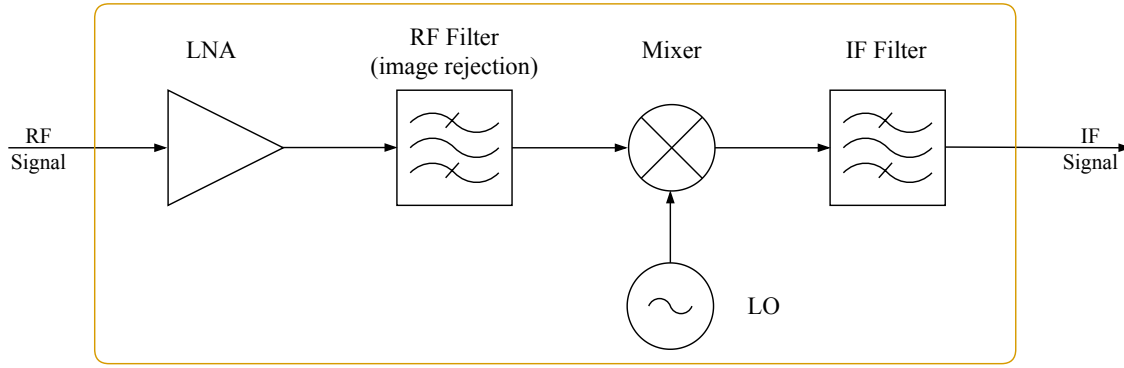 LNA
RF Filter
(image rejection)
Mixer
IF Filter
RF
Signal
IF
Signal
LO